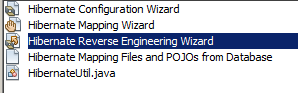 Hibernate Configuration Wizard
Hibernate Mapping Wizard
Hibernate Reverse Engineering Wizard
Hibernate Mapping Files and POJOs from Database
HibernateUtil.java